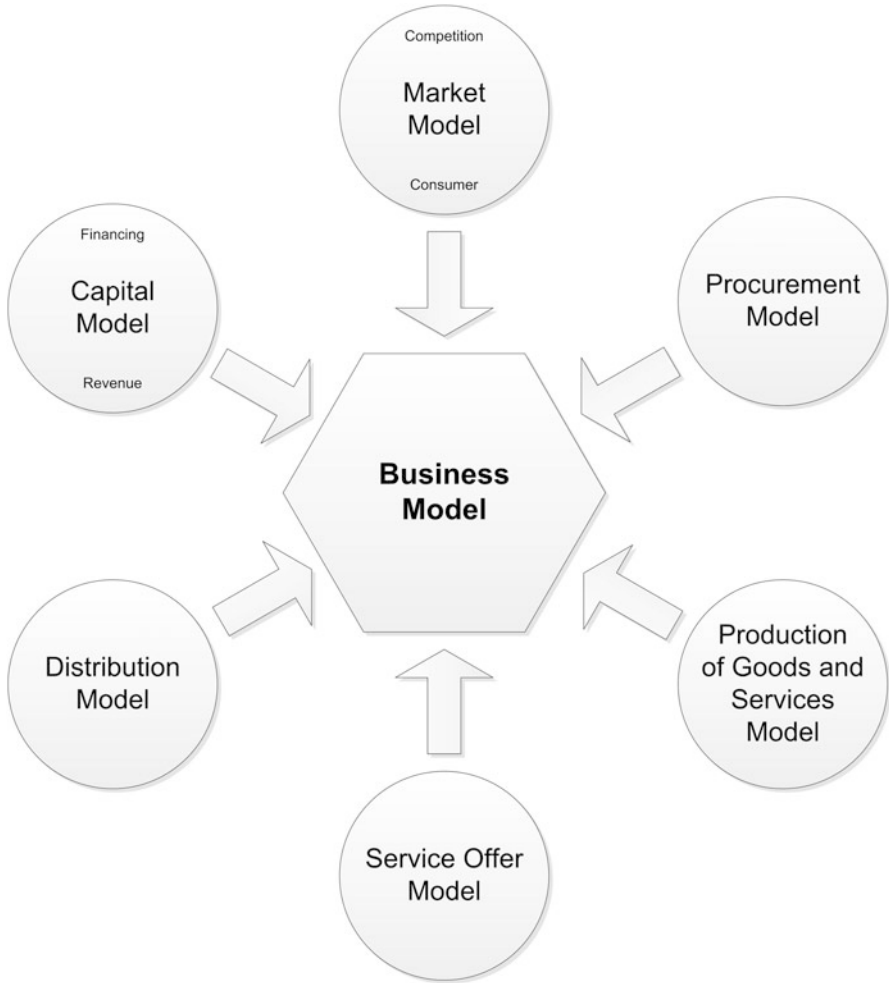 Competition
Market
Model
Consumer
Financing
Capital
Model
Revenue
Procurement
Model
Business
Model
Distribution
Model
Production
of Goods and
Services
Model
Service Offer
Model